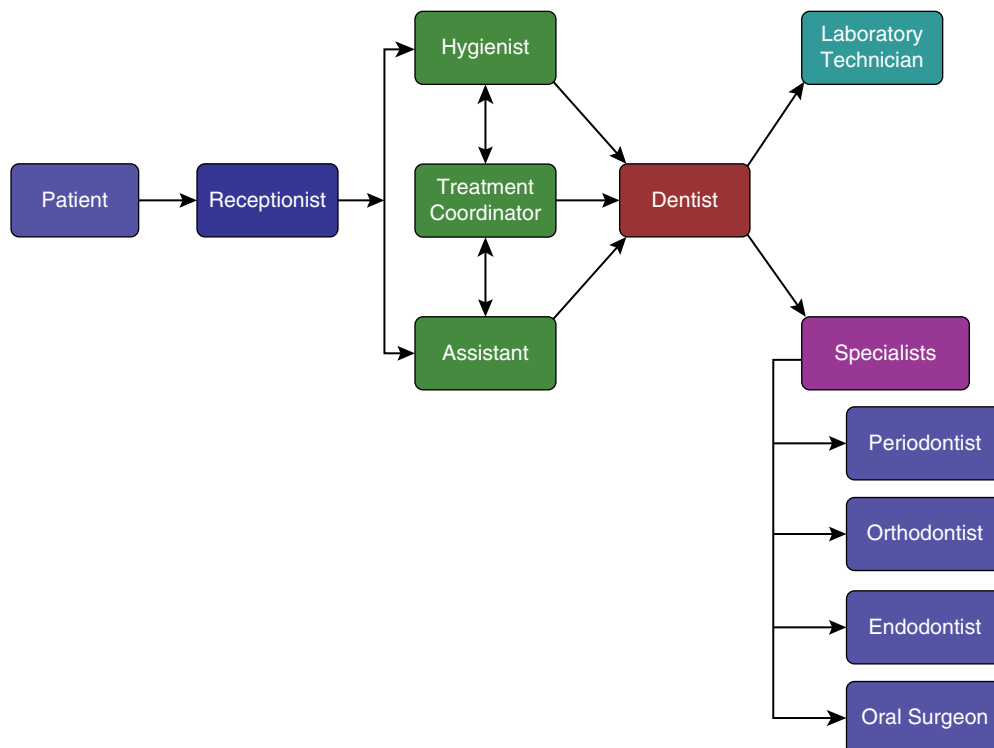 Hygienist
Laboratory
Technician
Patient
Receptionist
Treatment
Coordinator
Dentist
Assistant
Specialists
Periodontist
Orthodontist
Endodontist
Oral Surgeon